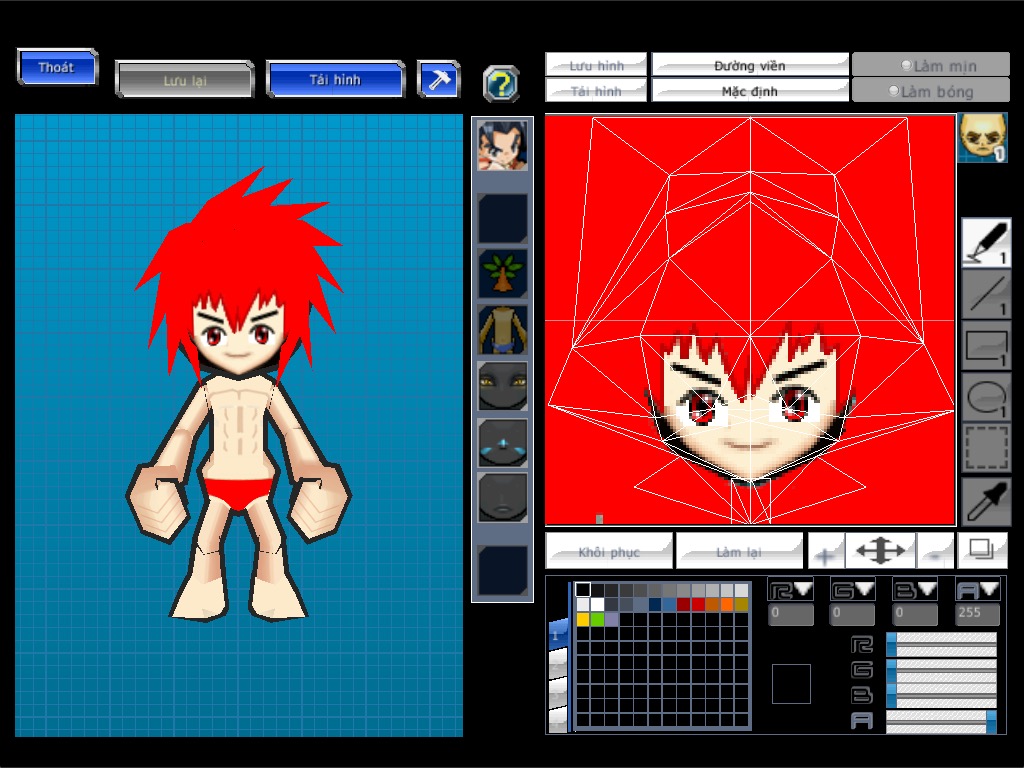 Thoát
Lưu lại
Tải hình
?
Lưu hình
Đường viền
Làm mịn
Tải hình
Mặc định
Làm bóng
1
1
1
1
1
Khôi phục
Làm lại
+
-
R
G
B
A
0
0
0
255
1
R
G
B
A